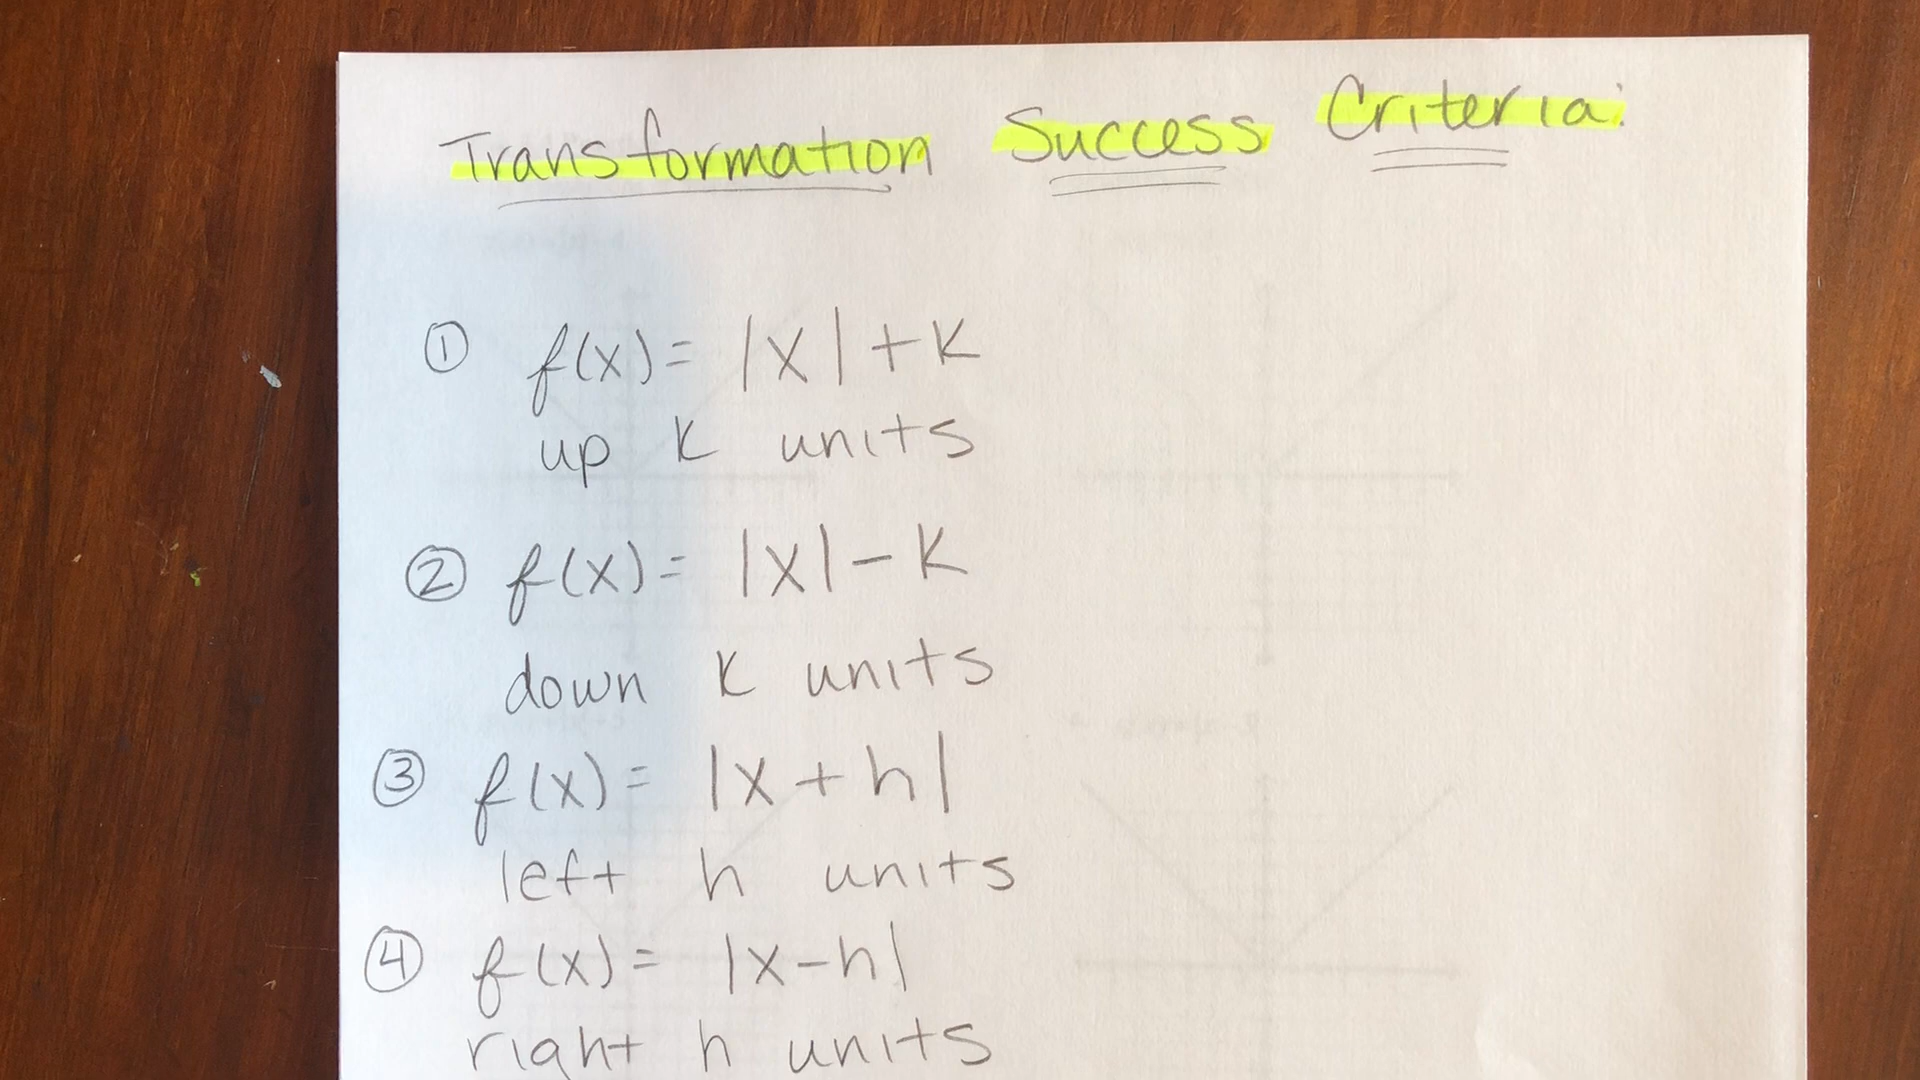 Transformation Success Criteria:
① f(x) = |x| + k
up k units
② f(x) = |x| - k
down k units
③ f(x) = |x + h|
left h units
④ f(x) = |x - h|
right h units